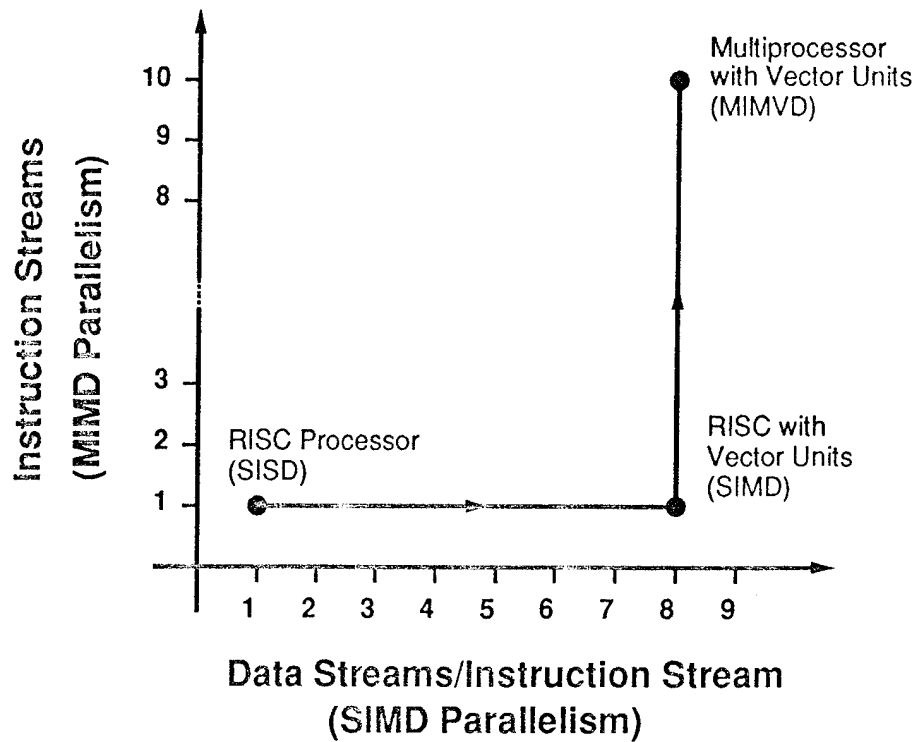 Instruction Streams
(MIMD Parallelism)
10
9
8
3
2
1
Multiprocessor
with Vector Units
(MIMVD)
RISC Processor
(SISD)
RISC with
Vector Units
(SIMD)
1 2 3 4 5 6 7 8 9
Data Streams/Instruction Stream
(SIMD Parallelism)